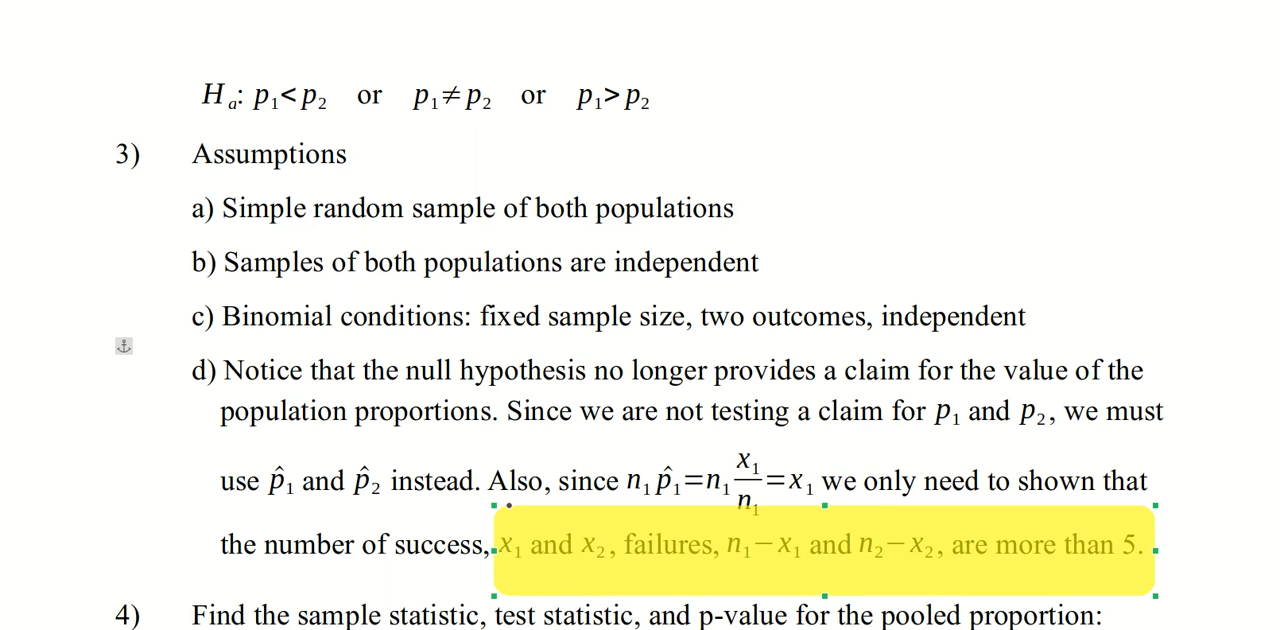 Hₐ: p₁<p₂ or p₁≠p₂ or p₁>p₂
3) Assumptions
a) Simple random sample of both populations
b) Samples of both populations are independent
c) Binomial conditions: fixed sample size, two outcomes, independent
d) Notice that the null hypothesis no longer provides a claim for the value of the
population proportions. Since we are not testing a claim for p₁ and p₂, we must
use p̂₁ and p̂₂ instead. Also, since n₁p̂₁=n₁ x₁/n₁=x₁ we only need to shown that
the number of success, x₁ and x₂, failures, n₁−x₁ and n₂−x₂, are more than 5.
4) Find the sample statistic, test statistic, and p-value for the pooled proportion: